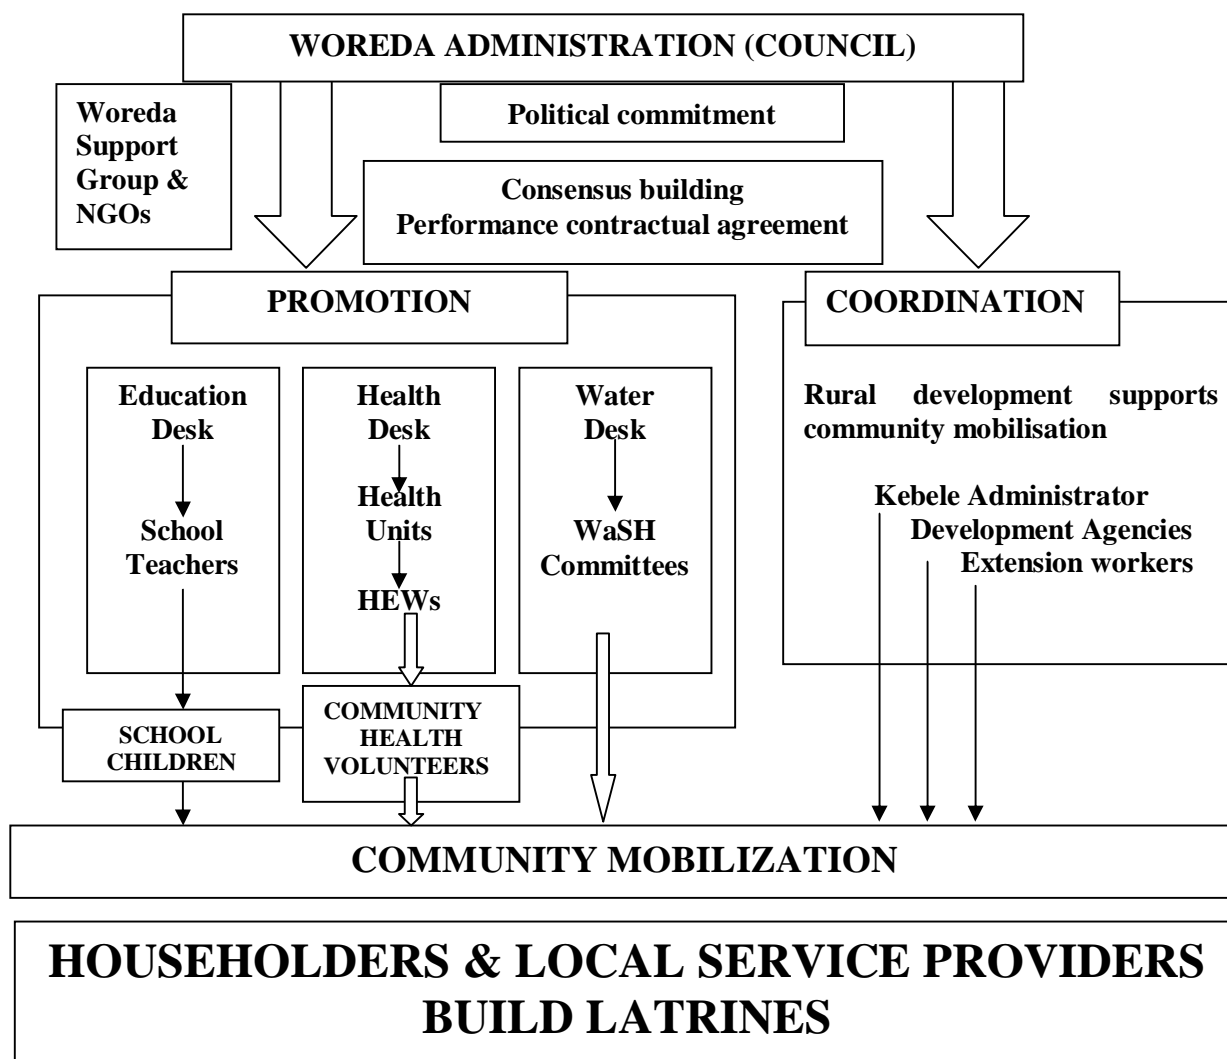 WOREDA ADMINISTRATION (COUNCIL)
Woreda
Support
Group &
NGOs
Political commitment
Consensus building
Performance contractual agreement
PROMOTION
Education
Desk
School
Teachers
Health
Desk
Health
Units
HEWs
Water
Desk
WaSH
Committees
SCHOOL
CHILDREN
COMMUNITY
HEALTH
VOLUNTEERS
COORDINATION
Rural development supports
community mobilisation
Kebele Administrator
Development Agencies
Extension workers
COMMUNITY MOBILIZATION
HOUSEHOLDERS & LOCAL SERVICE PROVIDERS
BUILD LATRINES